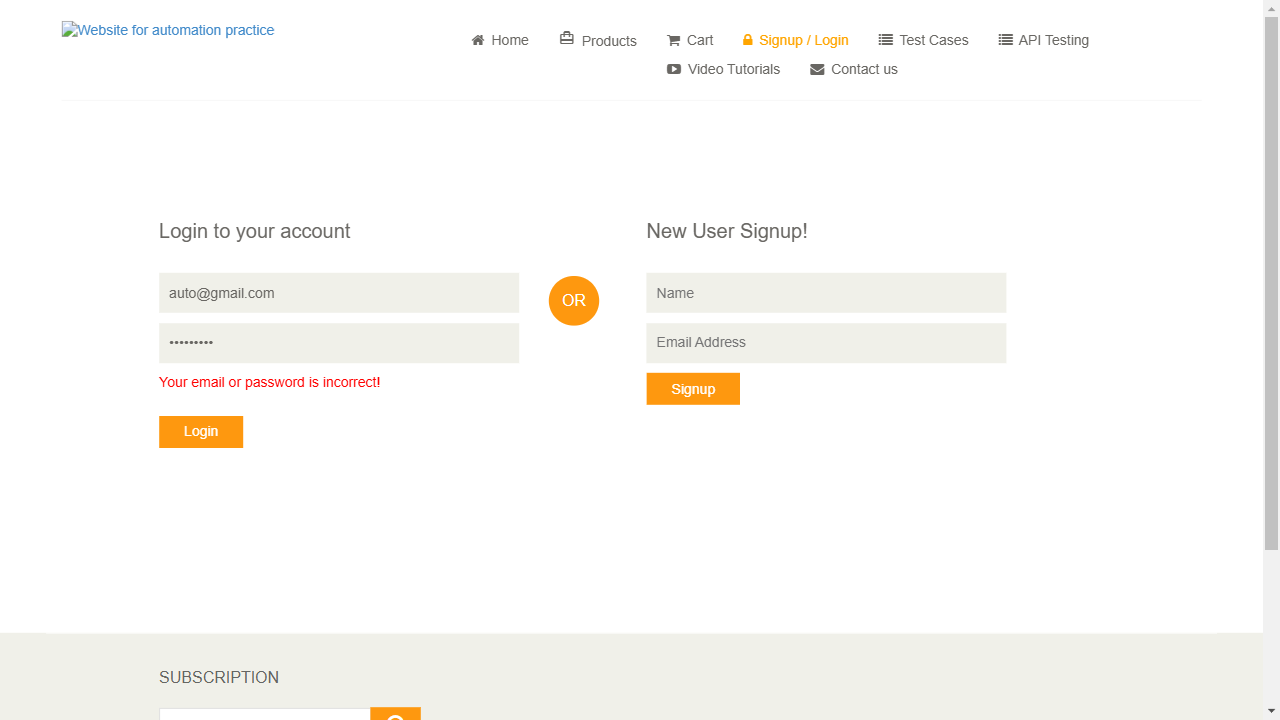 Website for automation practice
Home Products Cart Signup / Login Test Cases API Testing
Video Tutorials Contact us
Login to your account
auto@gmail.com
•••••••••
Your email or password is incorrect!
Login
OR
New User Signup!
Name
Email Address
Signup
SUBSCRIPTION